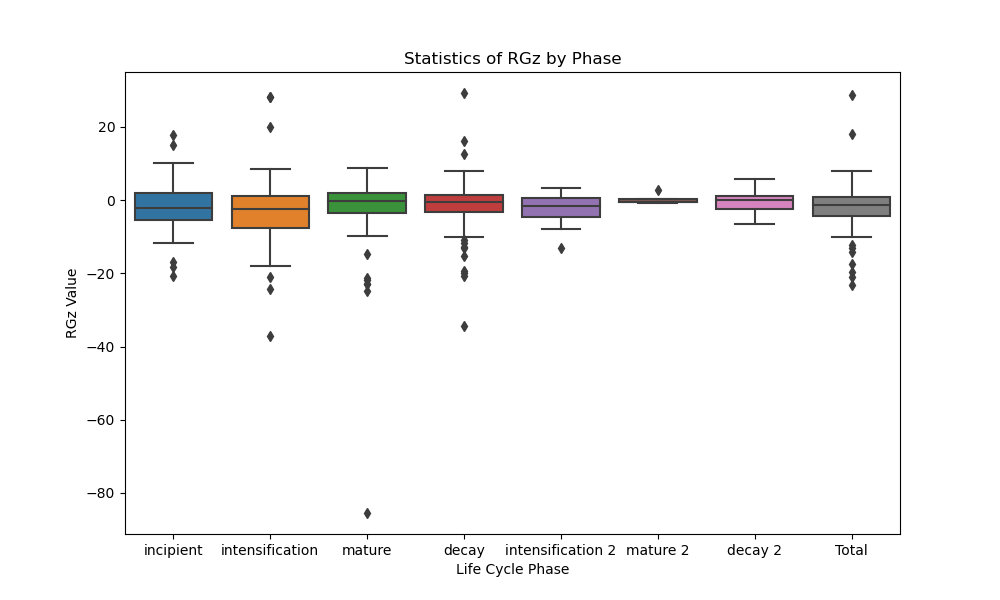 Statistics of RGz by Phase
RGz Value
20
0
−20
−40
−60
−80
incipient
intensification
mature
decay
intensification 2
mature 2
decay 2
Total
Life Cycle Phase